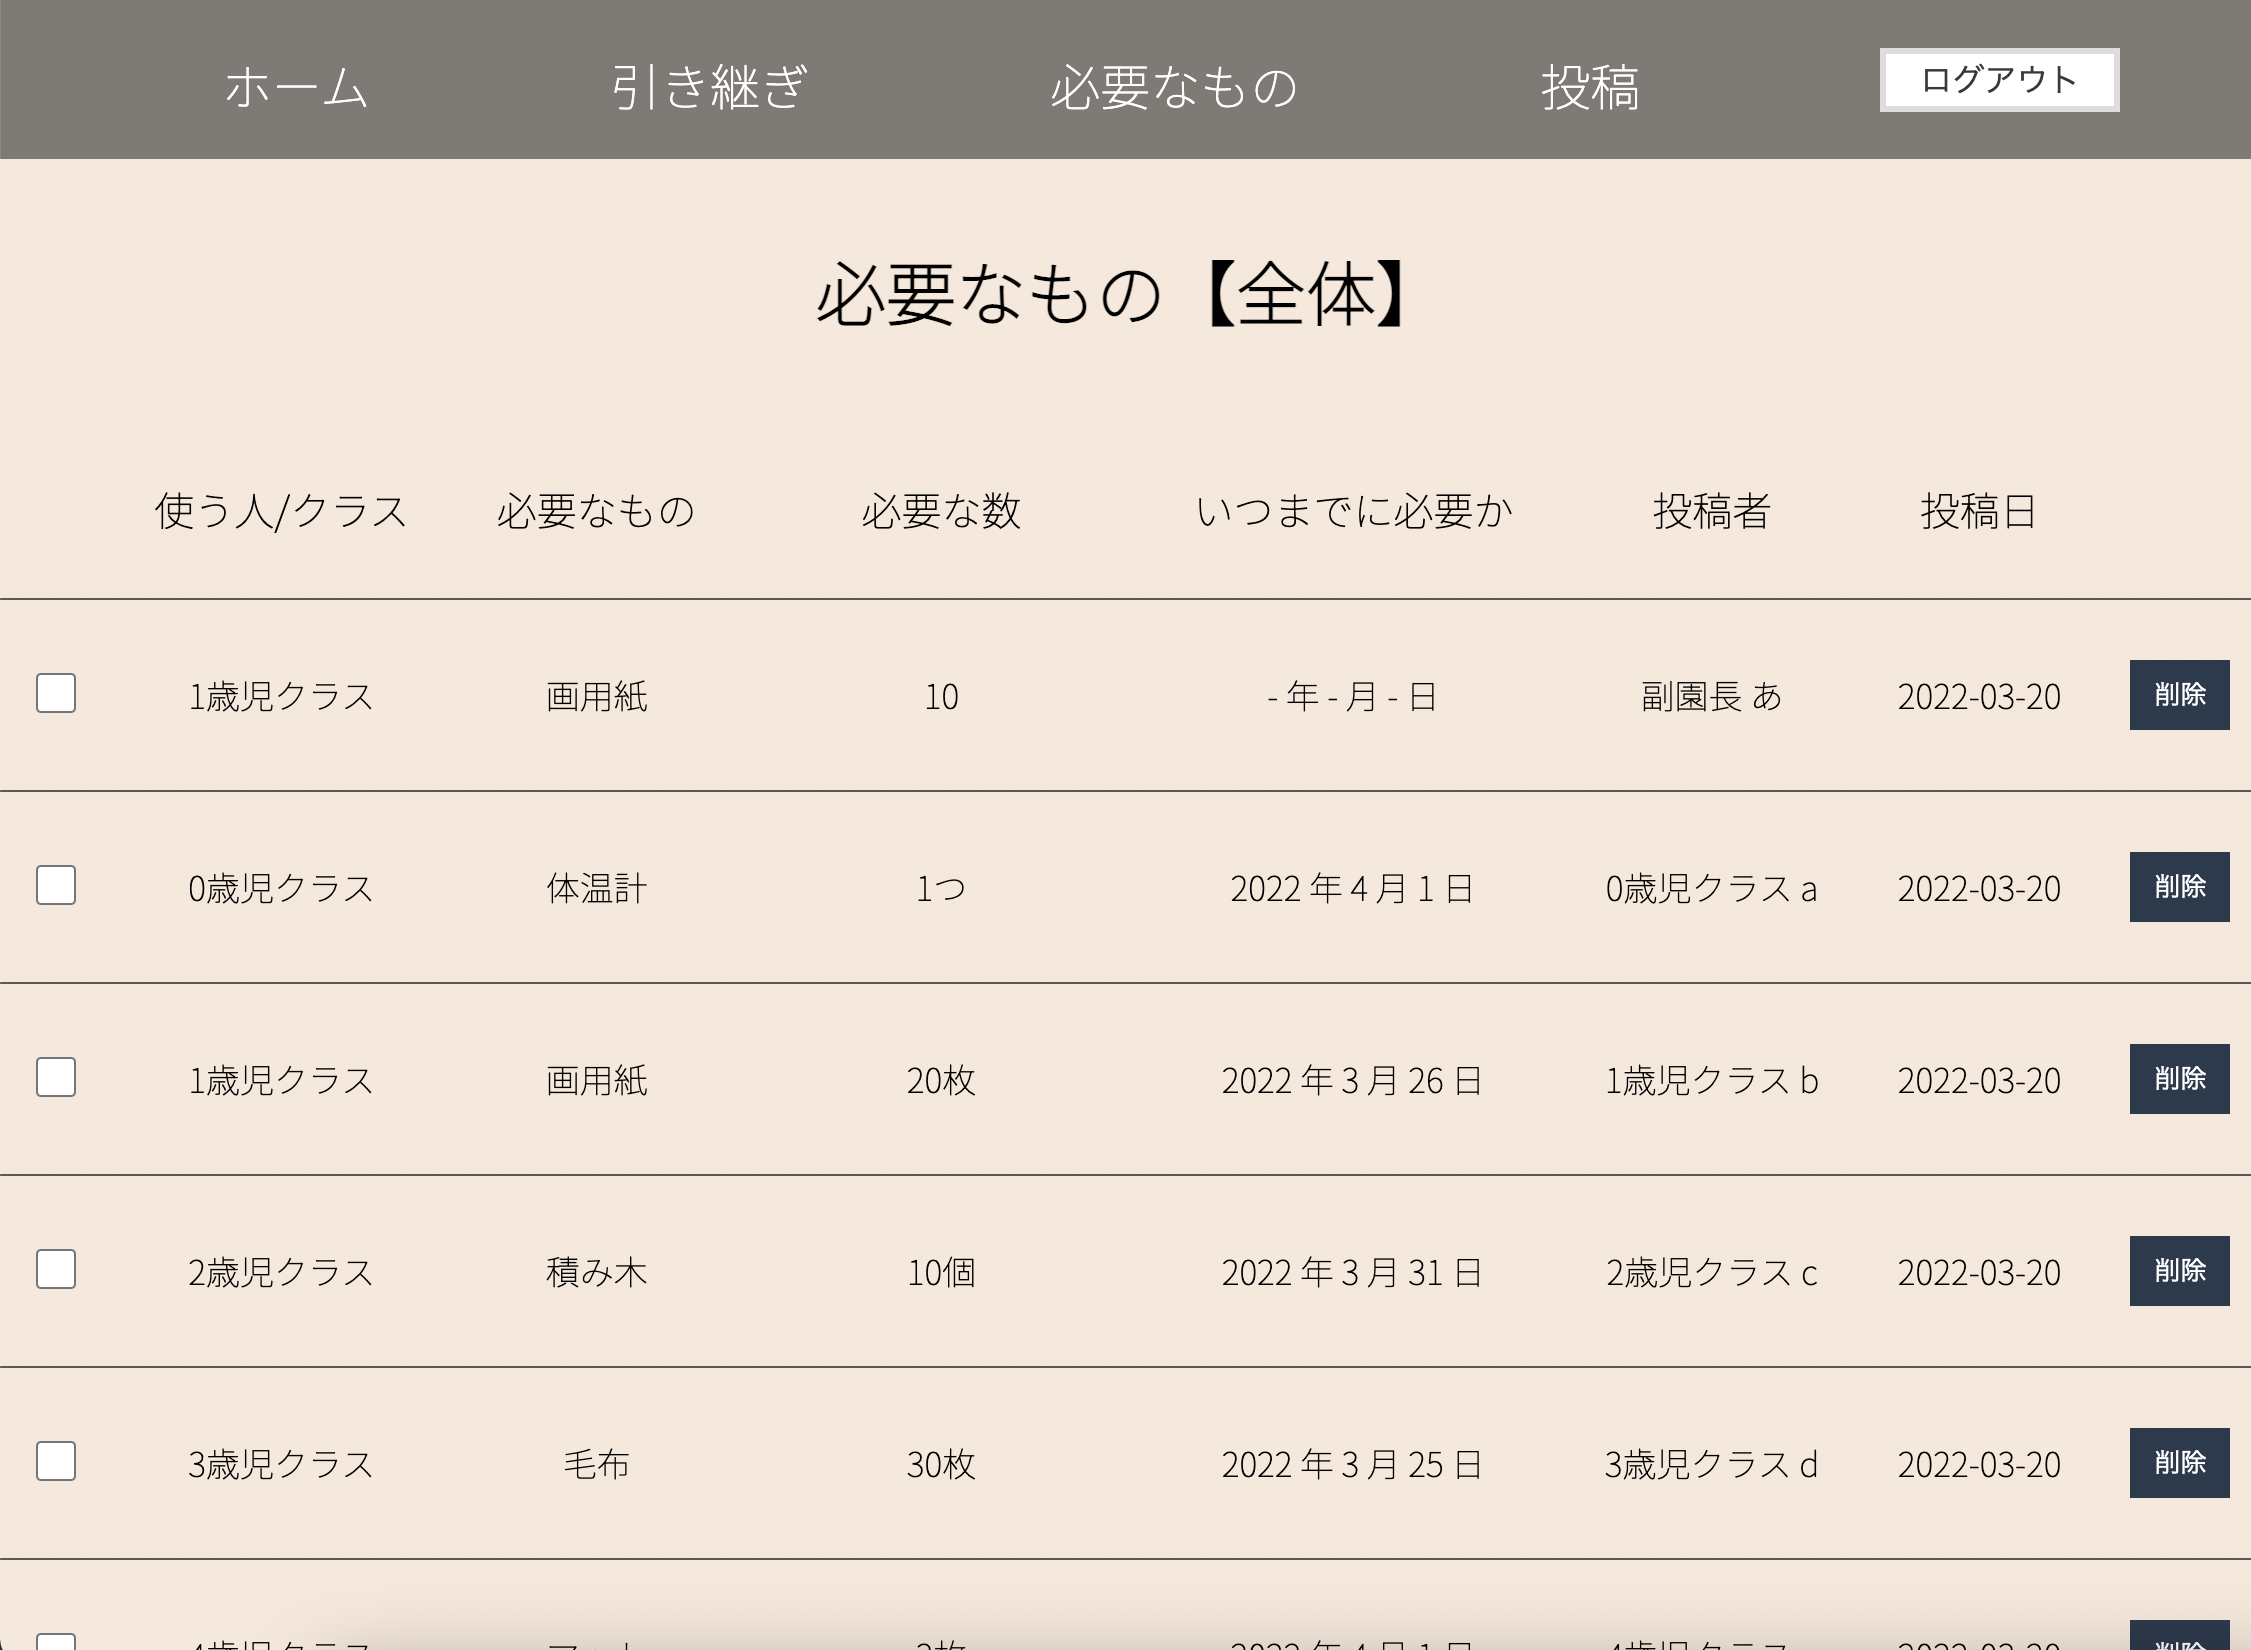 ホーム 引き継ぎ 必要なもの 投稿 ログアウト
必要なもの【全体】
使う人/クラス 必要なもの 必要な数 いつまでに必要か 投稿者 投稿日
1歳児クラス 画用紙 10 - 年 - 月 - 日 副園長 あ 2022-03-20 削除
0歳児クラス 体温計 1つ 2022 年 4 月 1 日 0歳児クラス a 2022-03-20 削除
1歳児クラス 画用紙 20枚 2022 年 3 月 26 日 1歳児クラス b 2022-03-20 削除
2歳児クラス 積み木 10個 2022 年 3 月 31 日 2歳児クラス c 2022-03-20 削除
3歳児クラス 毛布 30枚 2022 年 3 月 25 日 3歳児クラス d 2022-03-20 削除